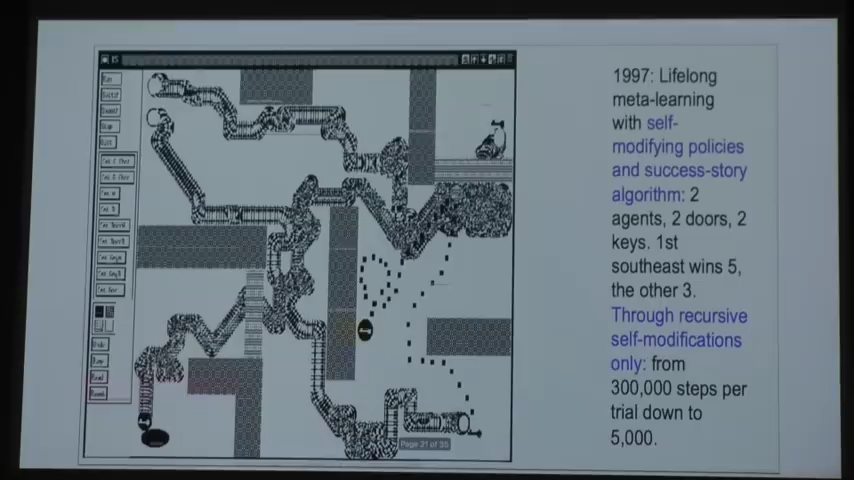 1997: Lifelong
meta-learning
with self-
modifying policies
and success-story
algorithm: 2
agents, 2 doors, 2
keys. 1st
southeast wins 5,
the other 3.
Through recursive
self-modifications
only: from
300,000 steps per
trial down to
5,000.
Page 21 of 35